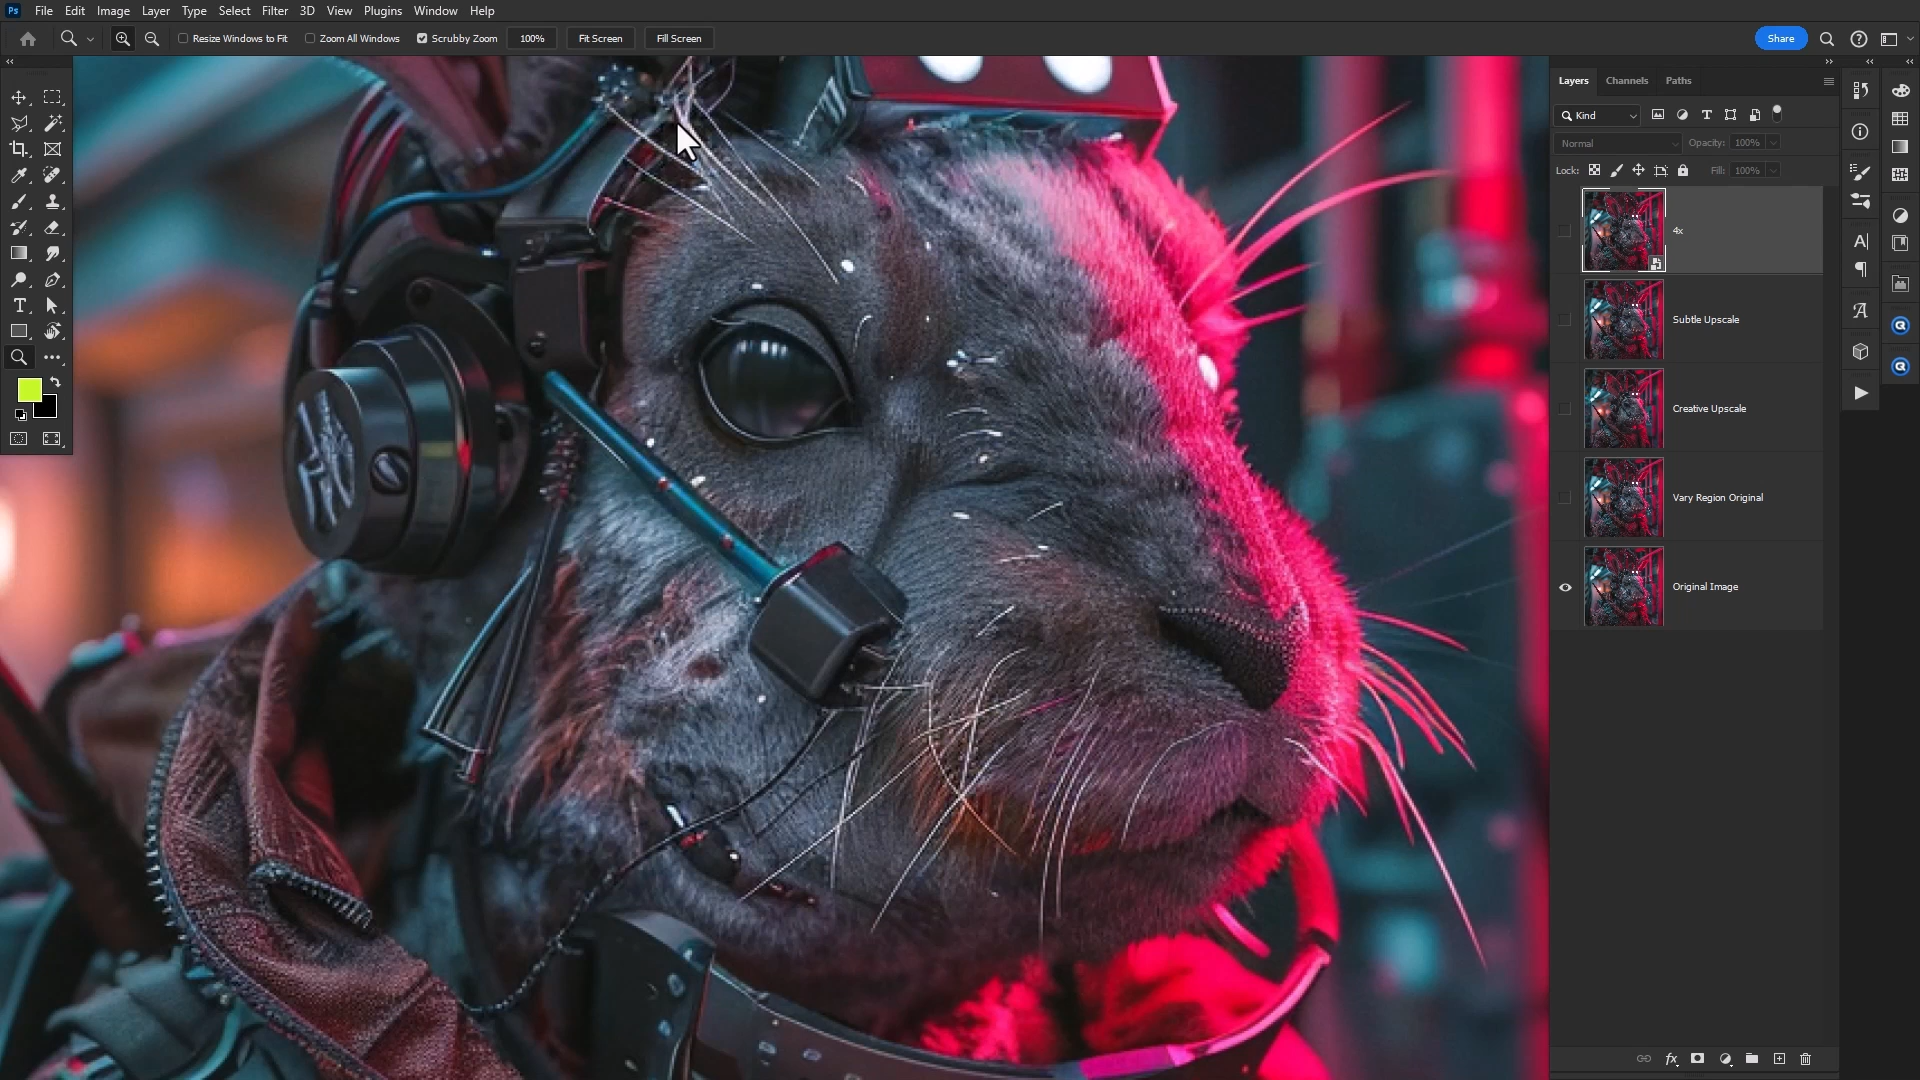 Ps File Edit Image Layer Type Select Filter 3D View Plugins Window Help
Resize Windows to Fit Zoom All Windows Scrubby Zoom 100% Fit Screen Fill Screen Share
Layers Channels Paths
Kind
Normal Opacity: 100%
Lock: Fill: 100%
4x
Subtle Upscale
Creative Upscale
Vary Region Original
Original Image